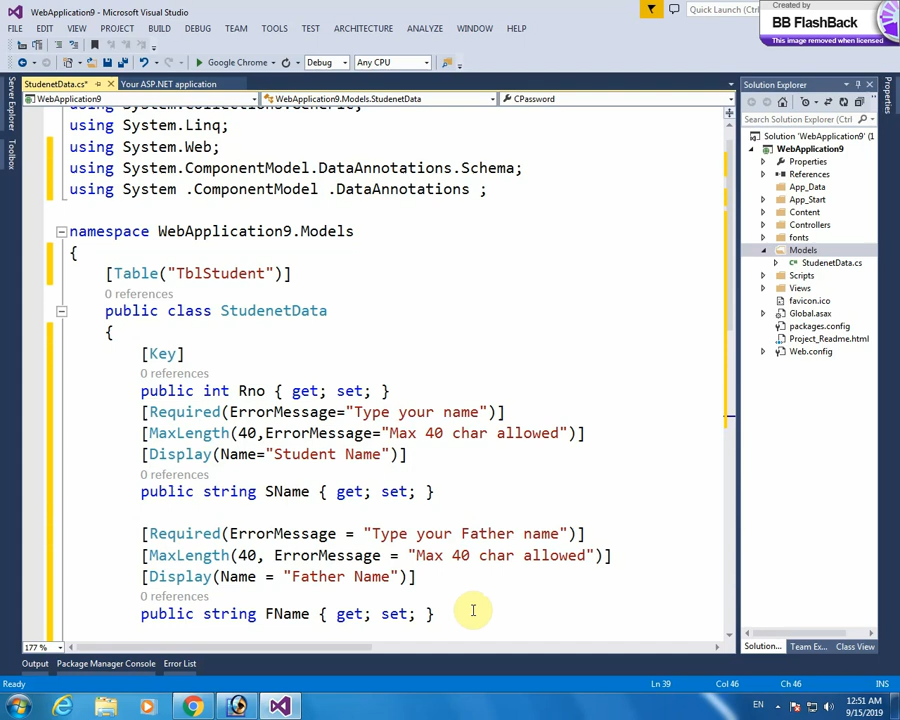 WebApplication9 - Microsoft Visual Studio
Quick Launch (
Created by
BB FlashBack
This image removed when licensed
FILE EDIT VIEW PROJECT BUILD DEBUG TEAM TOOLS TEST ARCHITECTURE ANALYZE WINDOW HELP
Google Chrome Debug Any CPU
StudenetData.cs* Your ASP.NET application
WebApplication9 WebApplication9.Models.StudenetData CPassword
Server Explorer
Toolbox
using System.Collections.Generic;
using System.Linq;
using System.Web;
using System.ComponentModel.DataAnnotations.Schema;
using System .ComponentModel .DataAnnotations ;
namespace WebApplication9.Models
{
[Table("TblStudent")]
0 references
public class StudenetData
{
[Key]
0 references
public int Rno { get; set; }
[Required(ErrorMessage="Type your name")]
[MaxLength(40,ErrorMessage="Max 40 char allowed")]
[Display(Name="Student Name")]
0 references
public string SName { get; set; }
[Required(ErrorMessage = "Type your Father name")]
[MaxLength(40, ErrorMessage = "Max 40 char allowed")]
[Display(Name = "Father Name")]
0 references
public string FName { get; set; }
177 %
Solution Explorer
Search Solution Explorer
Solution 'WebApplication9' (1
WebApplication9
Properties
References
App_Data
App_Start
Content
Controllers
fonts
Models
StudenetData.cs
Scripts
Views
favicon.ico
Global.asax
packages.config
Project_Readme.html
Web.config
Solution... Team Ex... Class View
Properties
Output Package Manager Console Error List
Ready Ln 39 Col 46 Ch 46 INS
EN 12:51 AM
9/15/2019